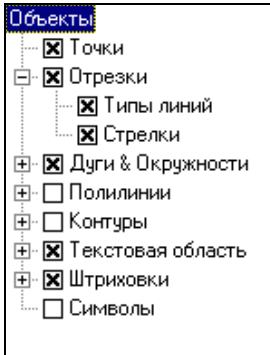 Объекты
Точки
Отрезки
Типы линий
Стрелки
Дуги & Окружности
Полилинии
Контуры
Текстовая область
Штриховки
Символы